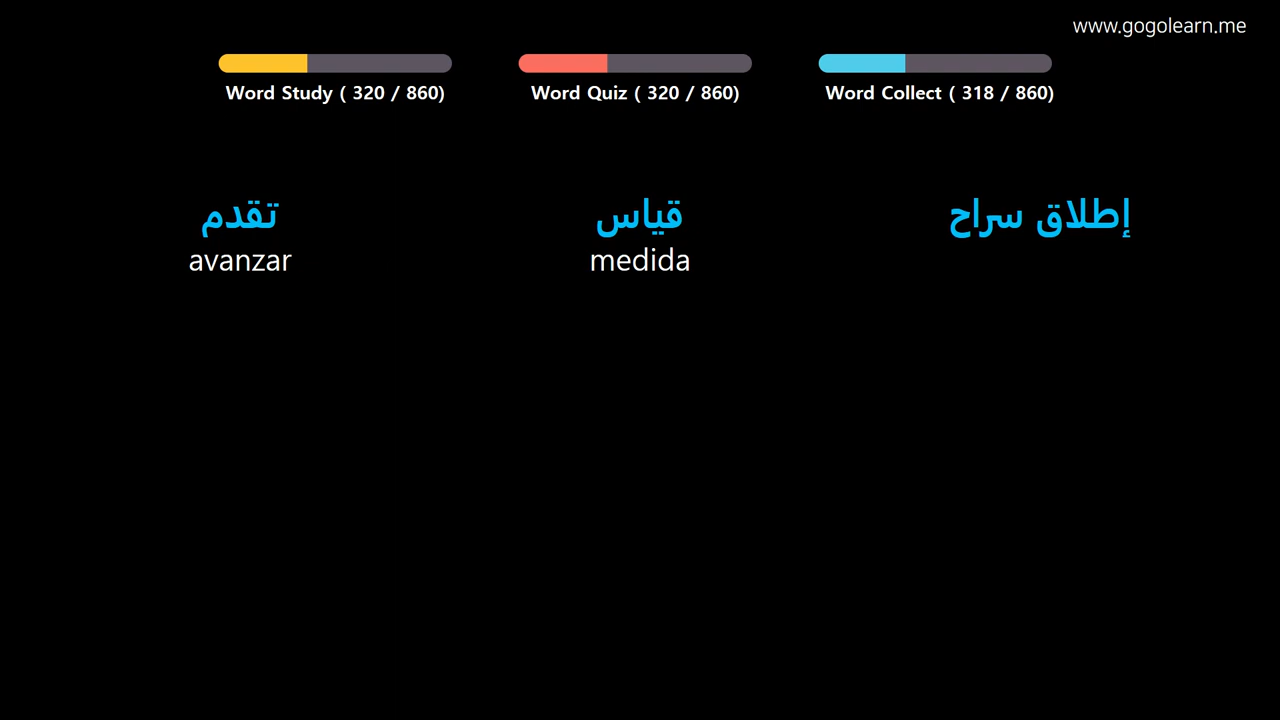 www.gogolearn.me
Word Study ( 320 / 860)
Word Quiz ( 320 / 860)
Word Collect ( 318 / 860)
تقدم
avanzar
قياس
medida
إطلاق سراح